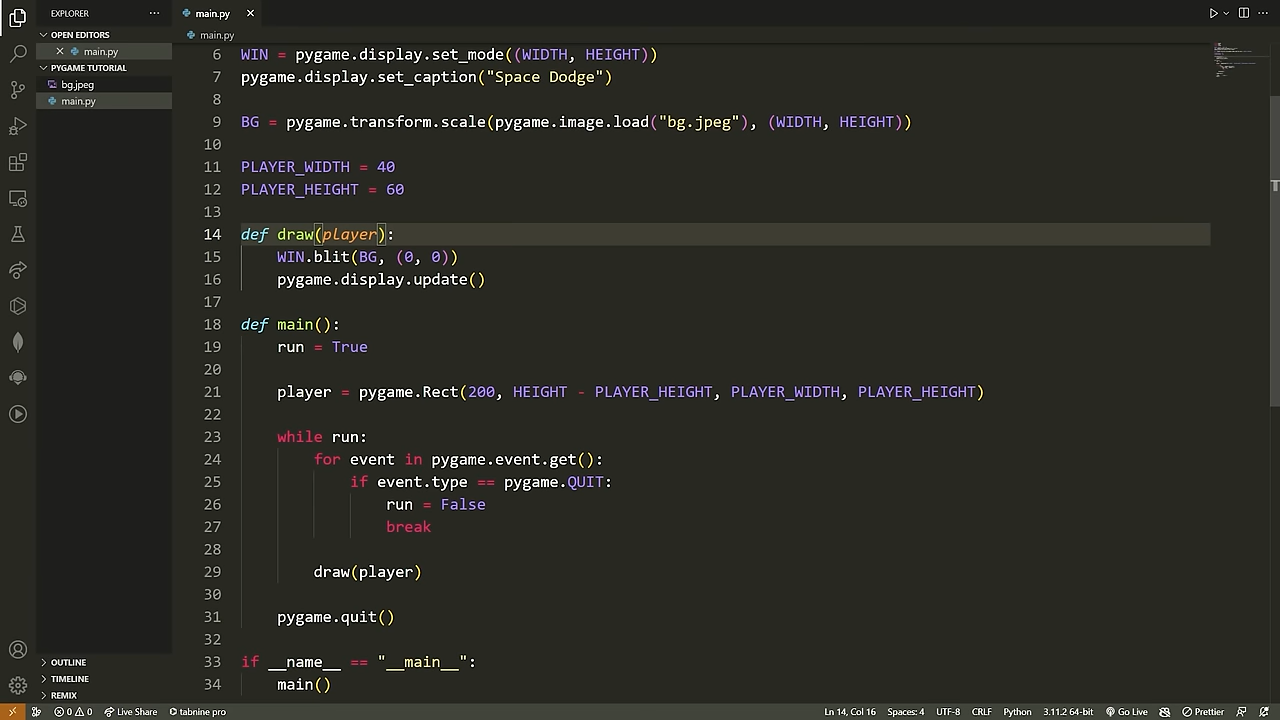 EXPLORER
OPEN EDITORS
main.py
PYGAME TUTORIAL
bg.jpeg
main.py
OUTLINE
TIMELINE
REMIX
main.py
main.py
6 WIN = pygame.display.set_mode((WIDTH, HEIGHT))
7 pygame.display.set_caption("Space Dodge")
8
9 BG = pygame.transform.scale(pygame.image.load("bg.jpeg"), (WIDTH, HEIGHT))
10
11 PLAYER_WIDTH = 40
12 PLAYER_HEIGHT = 60
13
14 def draw(player):
15     WIN.blit(BG, (0, 0))
16     pygame.display.update()
17
18 def main():
19     run = True
20
21     player = pygame.Rect(200, HEIGHT - PLAYER_HEIGHT, PLAYER_WIDTH, PLAYER_HEIGHT)
22
23     while run:
24         for event in pygame.event.get():
25             if event.type == pygame.QUIT:
26                 run = False
27                 break
28
29         draw(player)
30
31     pygame.quit()
32
33 if __name__ == "__main__":
34     main()
0 0 Live Share tabnine pro Ln 14, Col 16 Spaces: 4 UTF-8 CRLF Python 3.11.2 64-bit Go Live Prettier